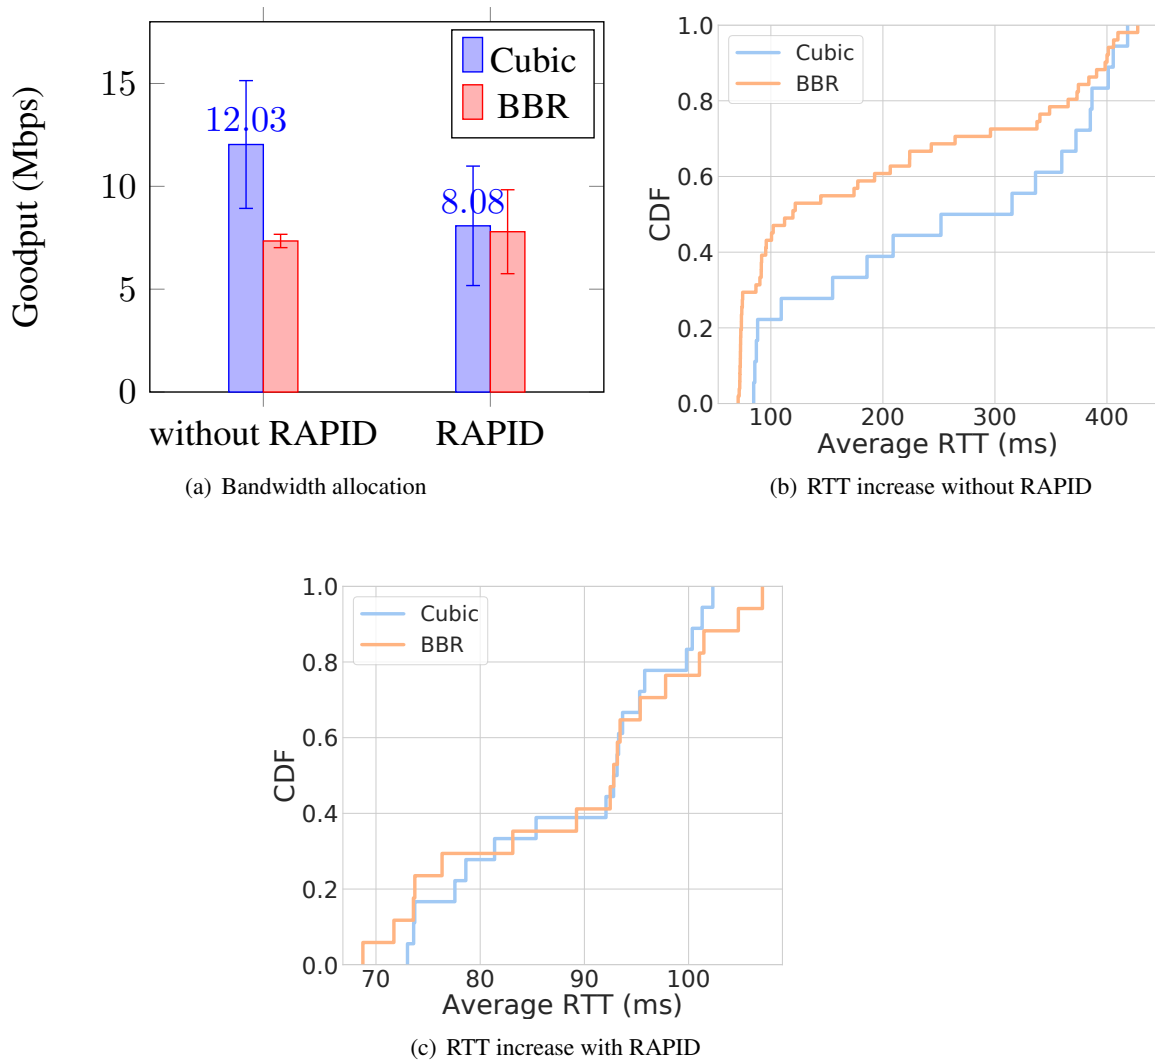 Goodput (Mbps)
15
10
5
0
12.03
8.08
Cubic
BBR
without RAPID
RAPID
(a) Bandwidth allocation
CDF
1.0
0.8
0.6
0.4
0.2
0.0
Cubic
BBR
100
200
300
400
Average RTT (ms)
(b) RTT increase without RAPID
CDF
1.0
0.8
0.6
0.4
0.2
0.0
Cubic
BBR
70
80
90
100
Average RTT (ms)
(c) RTT increase with RAPID